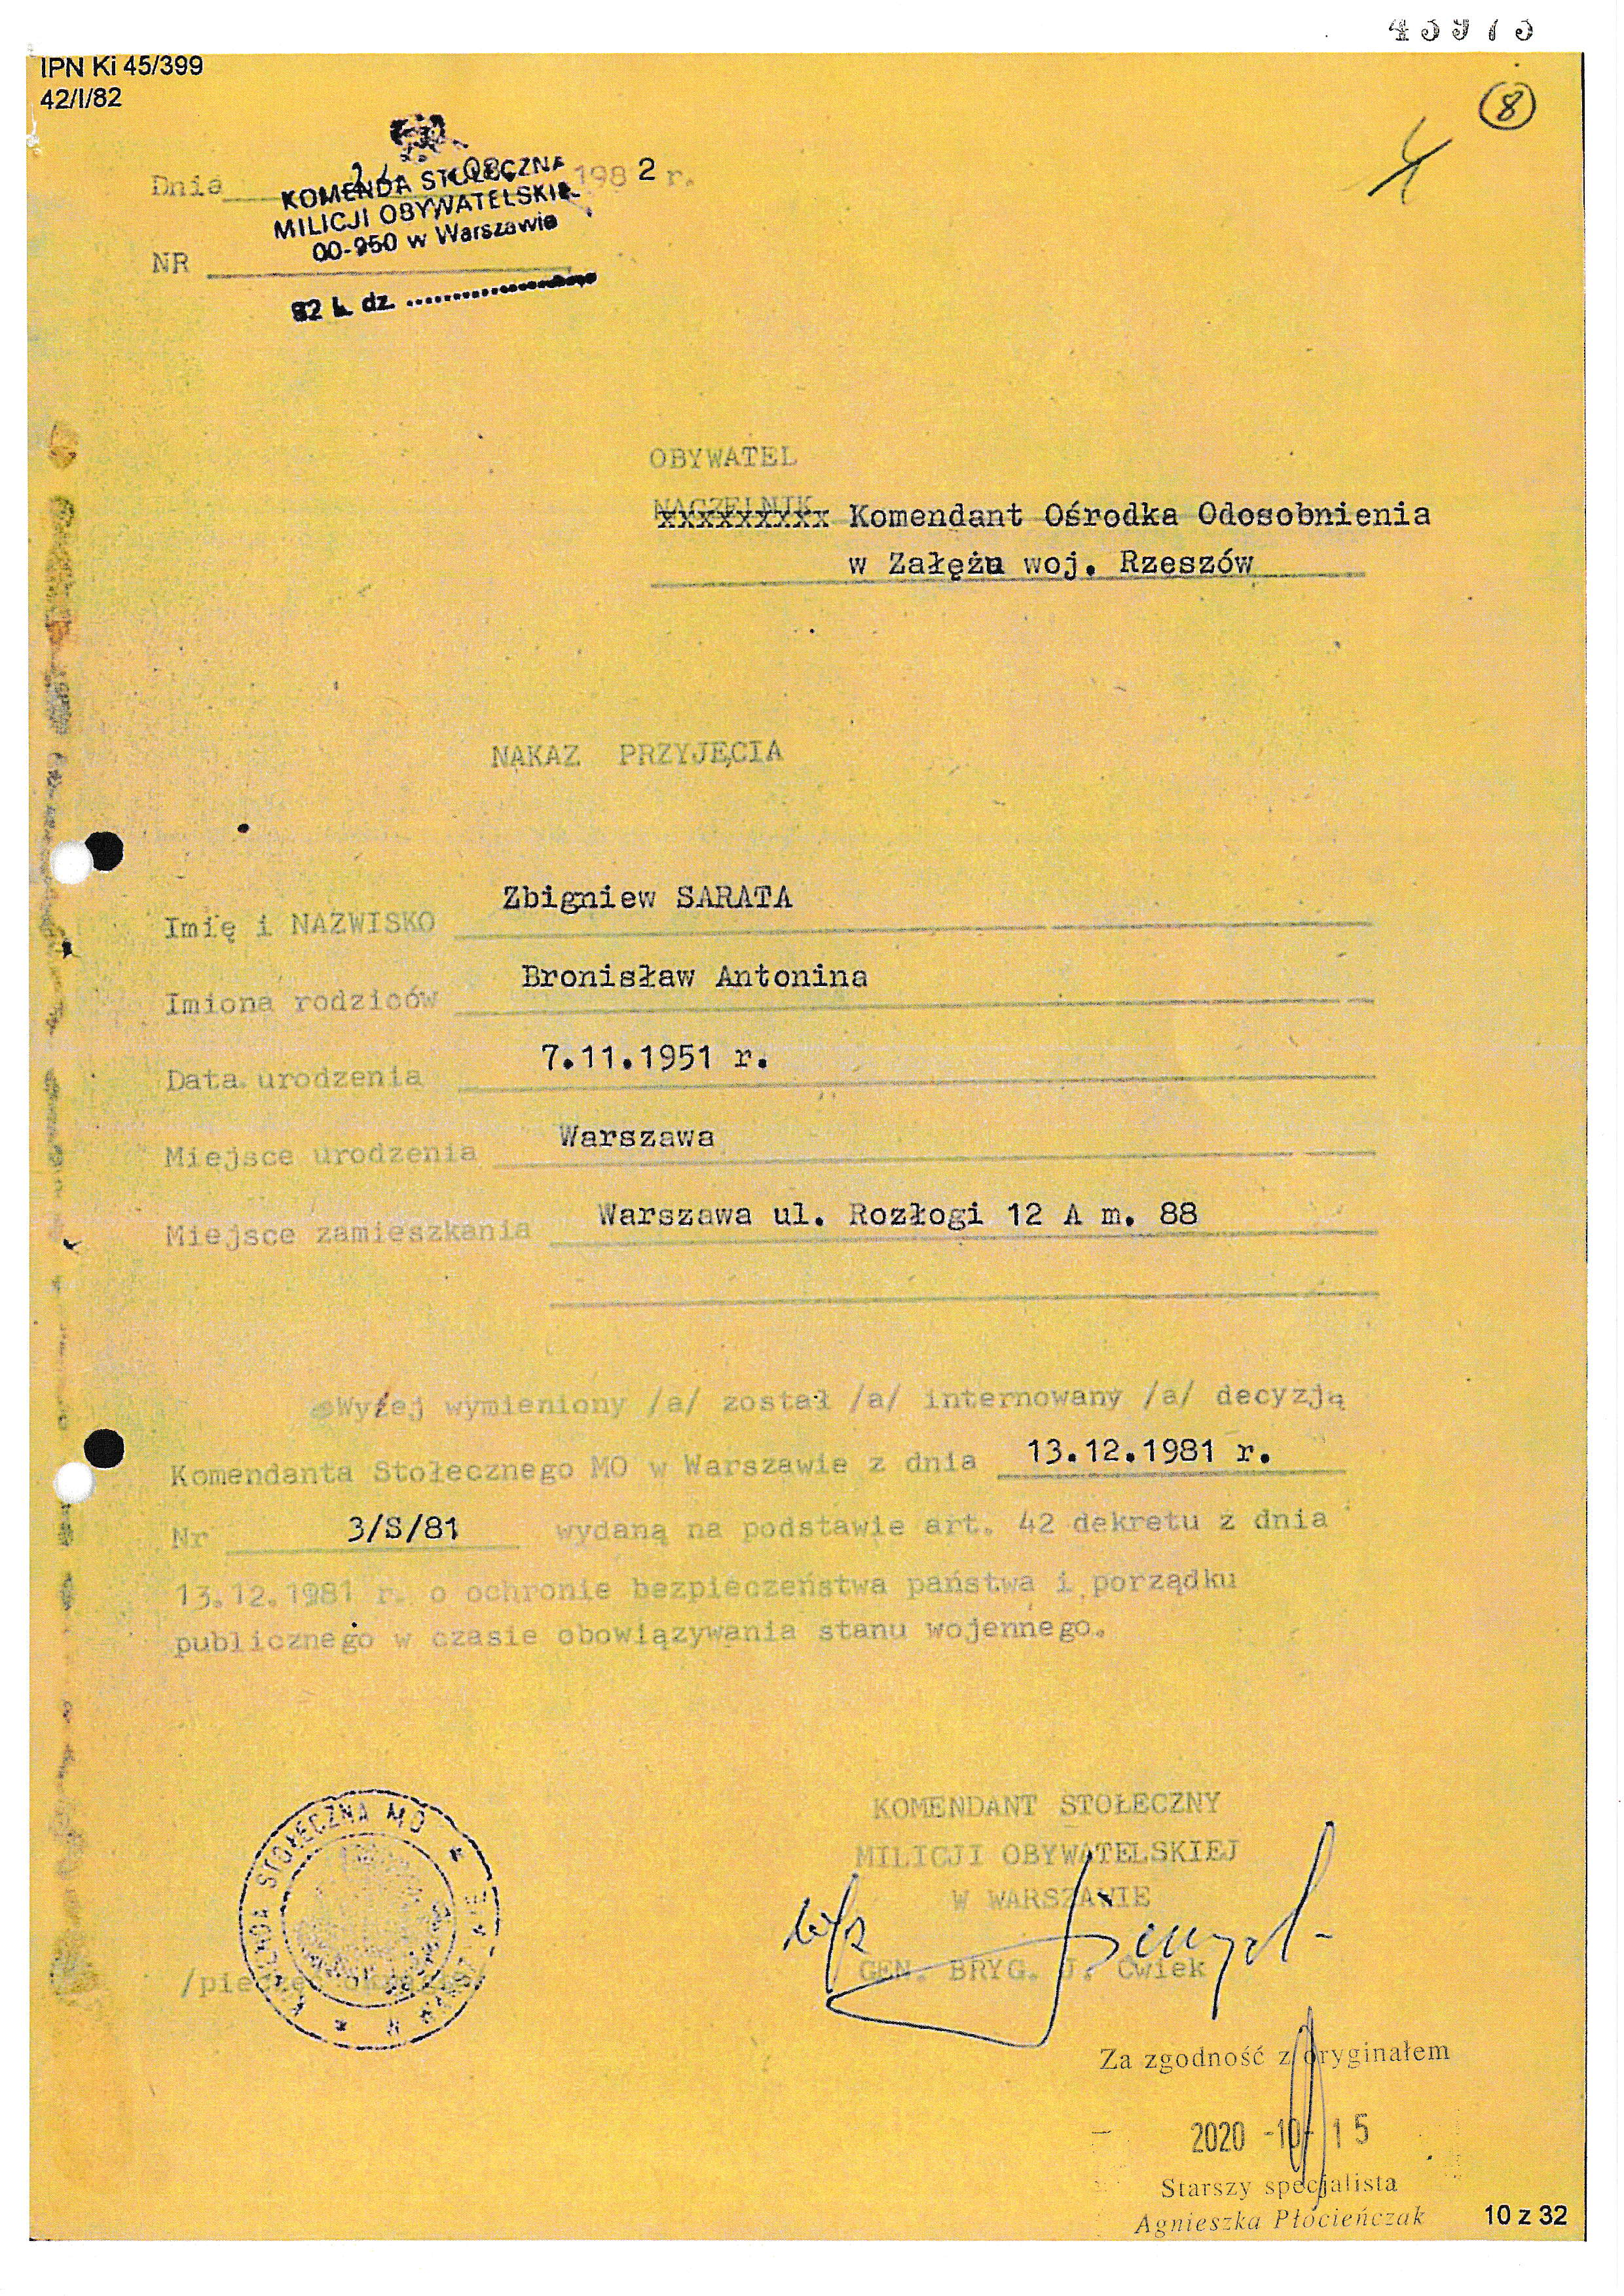 45973
IPN Ki 45/399
42/I/82
8
4
Dnia 08. 1982 r.
KOMENDA STOŁECZNA
MILICJI OBYWATELSKIEJ
00-950 w Warszawie
NR
82 L. dz. ....................
OBYWATEL
NACZELNIK xxxxxxxxx Komendant Ośrodka Odosobnienia
w Załężu woj. Rzeszów
NAKAZ PRZYJĘCIA
Imię i NAZWISKO Zbigniew SARATA
Imiona rodziców Bronisław Antonina
Data urodzenia 7.11.1951 r.
Miejsce urodzenia Warszawa
Miejsce zamieszkania Warszawa ul. Rozłogi 12 A m. 88
Wyżej wymieniony /a/ został /a/ internowany /a/ decyzją
Komendanta Stołecznego MO w Warszawie z dnia 13.12.1981 r.
Nr 3/S/81 wydaną na podstawie art. 42 dekretu z dnia
13.12.1981 r. o ochronie bezpieczeństwa państwa i porządku
publicznego w czasie obowiązywania stanu wojennego.
KOMENDANT STOŁECZNY
MILICJI OBYWATELSKIEJ
W WARSZAWIE
GEN. BRYG. J. Ćwiek
/pieczęć okrągła/
KOMENDA STOŁECZNA MO * W WARSZAWIE *
Za zgodność z oryginałem
2020 -10- 15
Starszy specjalista
Agnieszka Płócieńczak
10 z 32